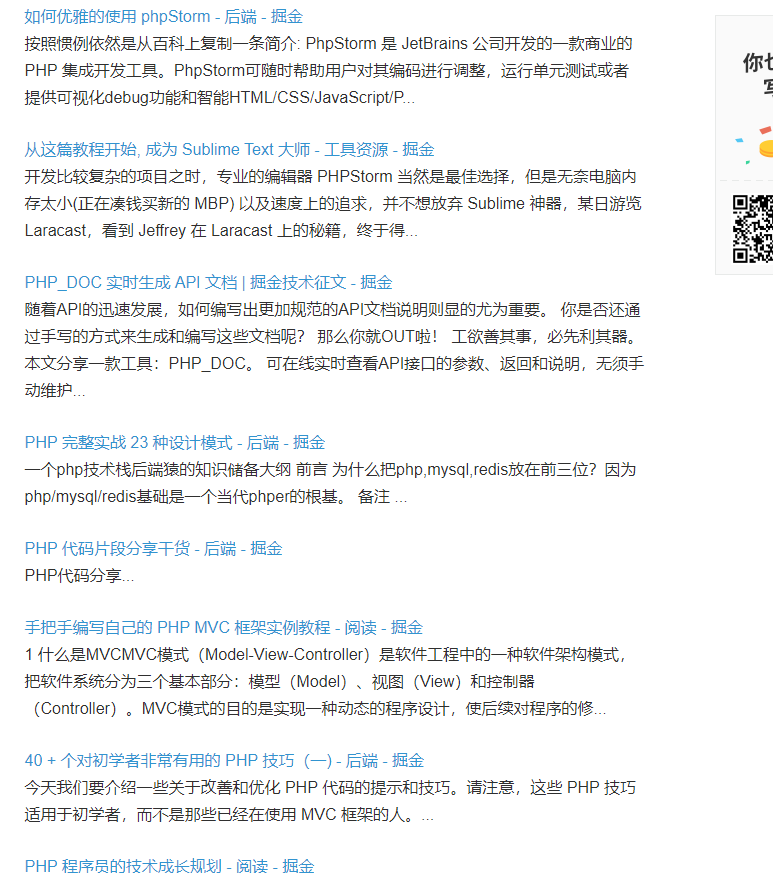 如何优雅的使用 phpStorm - 后端 - 掘金
按照惯例依然是从百科上复制一条简介: PhpStorm 是 JetBrains 公司开发的一款商业的
PHP 集成开发工具。PhpStorm可随时帮助用户对其编码进行调整，运行单元测试或者
提供可视化debug功能和智能HTML/CSS/JavaScript/P...
从这篇教程开始, 成为 Sublime Text 大师 - 工具资源 - 掘金
开发比较复杂的项目之时，专业的编辑器 PHPStorm 当然是最佳选择，但是无奈电脑内
存太小(正在凑钱买新的 MBP) 以及速度上的追求，并不想放弃 Sublime 神器，某日游览
Laracast，看到 Jeffrey 在 Laracast 上的秘籍，终于得...
PHP_DOC 实时生成 API 文档 | 掘金技术征文 - 掘金
随着API的迅速发展，如何编写出更加规范的API文档说明则显的尤为重要。 你是否还通
过手写的方式来生成和编写这些文档呢？ 那么你就OUT啦！ 工欲善其事，必先利其器。
本文分享一款工具：PHP_DOC。 可在线实时查看API接口的参数、返回和说明，无须手
动维护...
PHP 完整实战 23 种设计模式 - 后端 - 掘金
一个php技术栈后端猿的知识储备大纲 前言 为什么把php,mysql,redis放在前三位？因为
php/mysql/redis基础是一个当代phper的根基。 备注 ...
PHP 代码片段分享干货 - 后端 - 掘金
PHP代码分享...
手把手编写自己的 PHP MVC 框架实例教程 - 阅读 - 掘金
1 什么是MVCMVC模式（Model-View-Controller）是软件工程中的一种软件架构模式，
把软件系统分为三个基本部分：模型（Model）、视图（View）和控制器
（Controller）。MVC模式的目的是实现一种动态的程序设计，使后续对程序的修...
40 + 个对初学者非常有用的 PHP 技巧（一) - 后端 - 掘金
今天我们要介绍一些关于改善和优化 PHP 代码的提示和技巧。请注意，这些 PHP 技巧
适用于初学者，而不是那些已经在使用 MVC 框架的人。...
PHP 程序员的技术成长规划 - 阅读 - 掘金
你